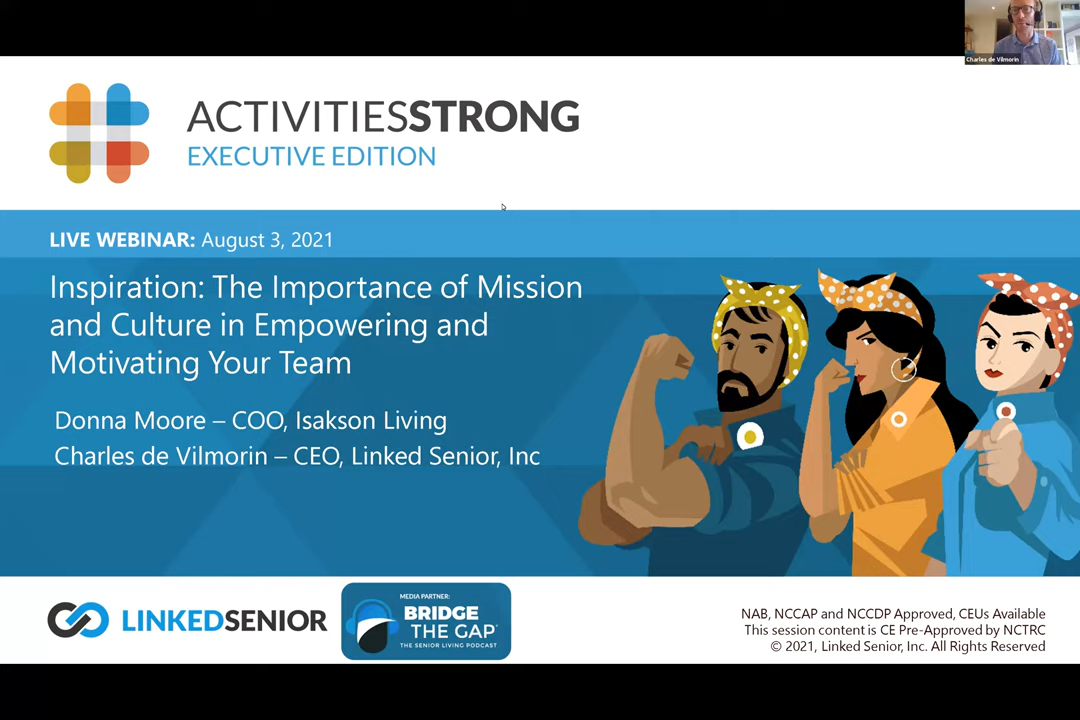 Charles de Vilmorin
ACTIVITIESSTRONG
EXECUTIVE EDITION
LIVE WEBINAR: August 3, 2021
Inspiration: The Importance of Mission
and Culture in Empowering and
Motivating Your Team
Donna Moore – COO, Isakson Living
Charles de Vilmorin – CEO, Linked Senior, Inc
LINKEDSENIOR
MEDIA PARTNER:
BRIDGE
THE GAP
THE SENIOR LIVING PODCAST
NAB, NCCAP and NCCDP Approved, CEUs Available
This session content is CE Pre-Approved by NCTRC
© 2021, Linked Senior, Inc. All Rights Reserved